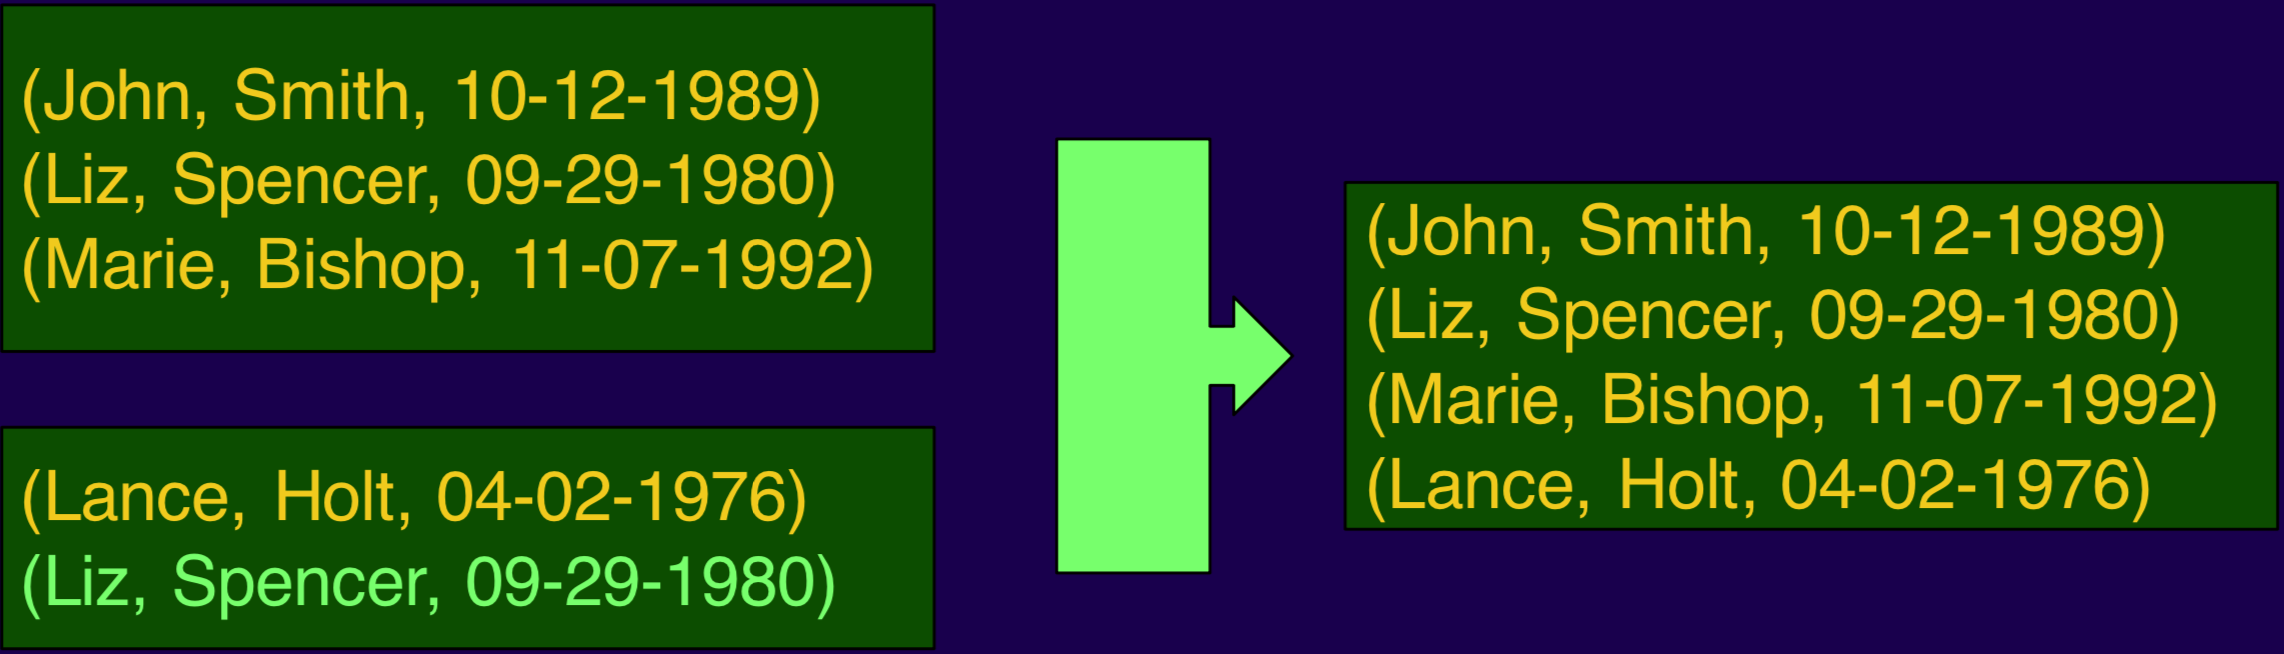 (John, Smith, 10-12-1989)
(Liz, Spencer, 09-29-1980)
(Marie, Bishop, 11-07-1992)
(Lance, Holt, 04-02-1976)
(Liz, Spencer, 09-29-1980)
(John, Smith, 10-12-1989)
(Liz, Spencer, 09-29-1980)
(Marie, Bishop, 11-07-1992)
(Lance, Holt, 04-02-1976)